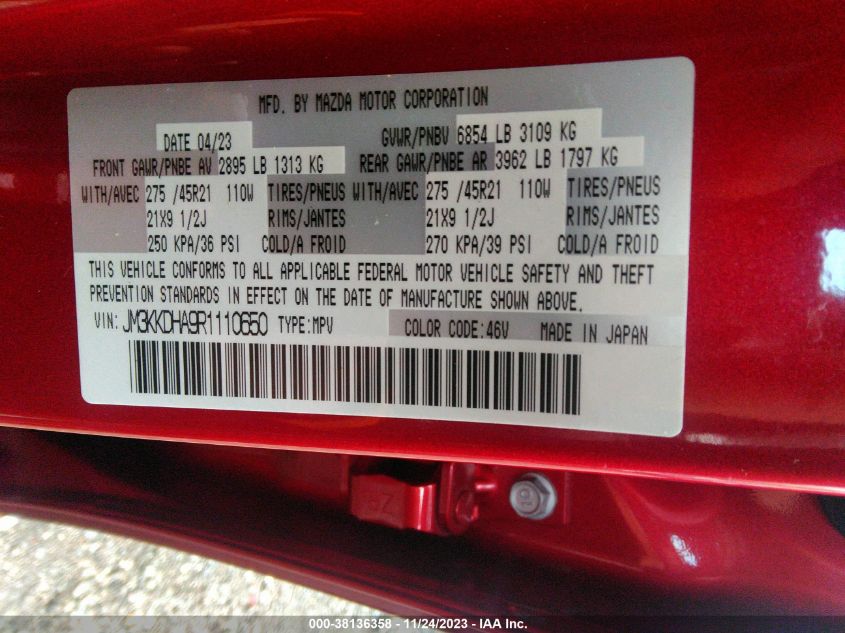 MFD. BY MAZDA MOTOR CORPORATION
DATE 04/23 GVWR/PNBV 6854 LB 3109 KG
FRONT GAWR/PNBE AV 2895 LB 1313 KG REAR GAWR/PNBE AR 3962 LB 1797 KG
WITH/AVEC 275 /45R21 110W TIRES/PNEUS WITH/AVEC 275 /45R21 110W TIRES/PNEUS
21X9 1/2J RIMS/JANTES 21X9 1/2J RIMS/JANTES
250 KPA/36 PSI COLD/A FROID 270 KPA/39 PSI COLD/A FROID
THIS VEHICLE CONFORMS TO ALL APPLICABLE FEDERAL MOTOR VEHICLE SAFETY AND THEFT
PREVENTION STANDARDS IN EFFECT ON THE DATE OF MANUFACTURE SHOWN ABOVE.
VIN: JM3KKDHA9R1110650 TYPE:MPV COLOR CODE:46V MADE IN JAPAN
000-38136358 - 11/24/2023 - IAA Inc.